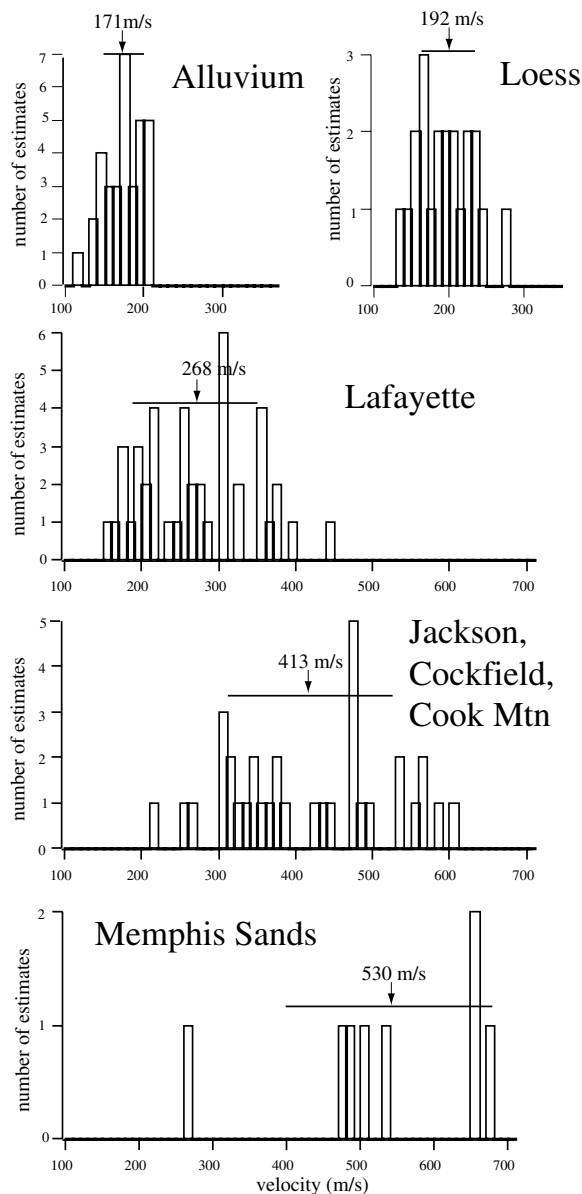 171m/s
Alluvium
number of estimates
7
6
5
4
3
2
1
0
100 200 300
192 m/s
Loess
number of estimates
3
2
1
0
100 200 300
268 m/s
Lafayette
number of estimates
6
5
4
3
2
1
0
100 200 300 400 500 600 700
413 m/s
Jackson,
Cockfield,
Cook Mtn
number of estimates
5
4
3
2
1
0
100 200 300 400 500 600 700
Memphis Sands
530 m/s
number of estimates
2
1
0
100 200 300 400 500 600 700
velocity (m/s)